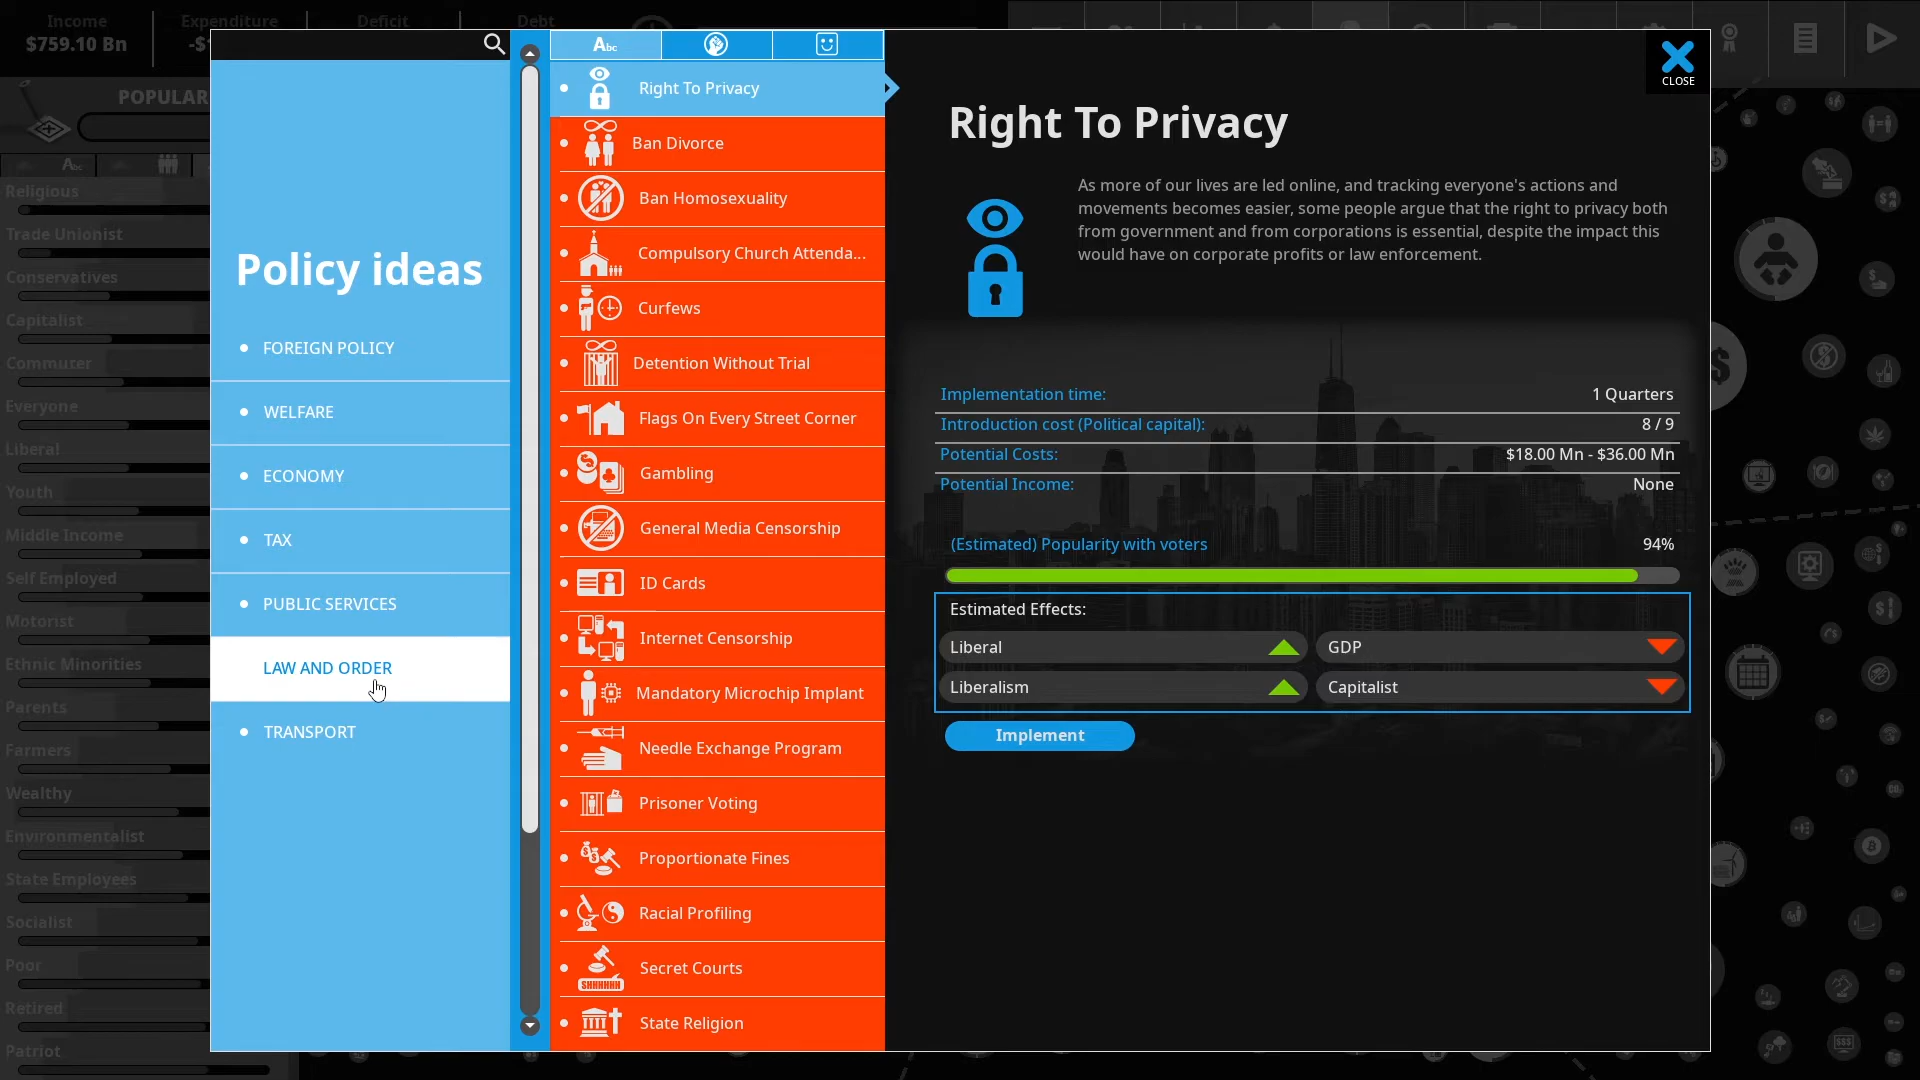 Income
Expenditure
Deficit
Debt
$759.10 Bn
CLOSE
POPULAR
Abc
Religious
Trade Unionist
Conservatives
Capitalist
Commuter
Everyone
Liberal
Youth
Middle Income
Self Employed
Motorist
Ethnic Minorities
Parents
Farmers
Wealthy
Environmentalist
State Employees
Socialist
Poor
Retired
Patriot
Policy ideas
FOREIGN POLICY
WELFARE
ECONOMY
TAX
PUBLIC SERVICES
LAW AND ORDER
TRANSPORT
Abc
Right To Privacy
Ban Divorce
Ban Homosexuality
Compulsory Church Attenda...
Curfews
Detention Without Trial
Flags On Every Street Corner
Gambling
General Media Censorship
ID Cards
Internet Censorship
Mandatory Microchip Implant
Needle Exchange Program
Prisoner Voting
Proportionate Fines
Racial Profiling
Secret Courts
SHHHHHH
State Religion
Right To Privacy
As more of our lives are led online, and tracking everyone's actions and
movements becomes easier, some people argue that the right to privacy both
from government and from corporations is essential, despite the impact this
would have on corporate profits or law enforcement.
Implementation time: 1 Quarters
Introduction cost (Political capital): 8 / 9
Potential Costs: $18.00 Mn - $36.00 Mn
Potential Income: None
(Estimated) Popularity with voters 94%
Estimated Effects:
Liberal GDP
Liberalism Capitalist
Implement